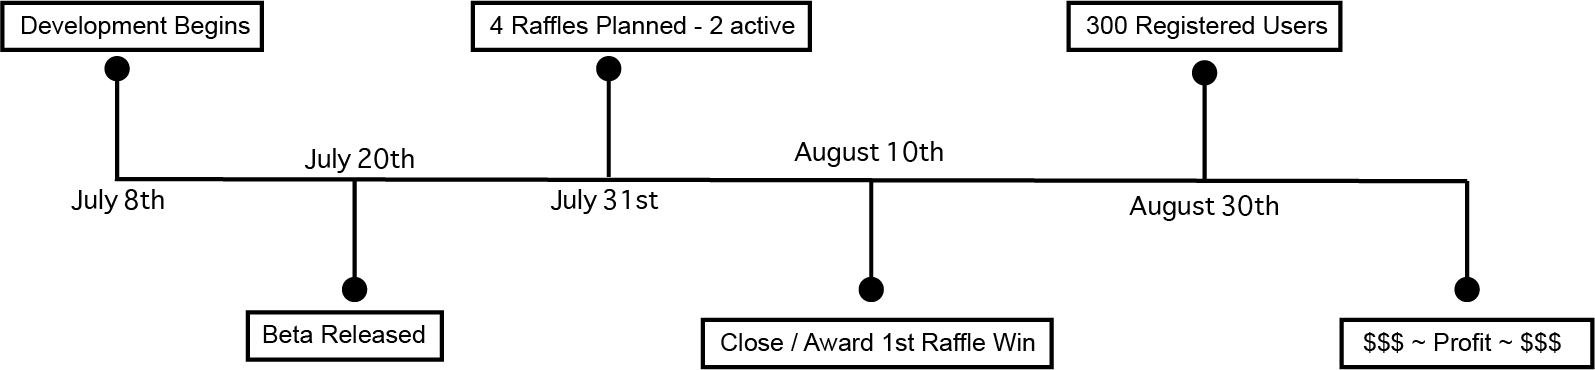 Development Begins
4 Raffles Planned - 2 active
300 Registered Users
July 20th
August 10th
July 8th
July 31st
August 30th
Beta Released
Close / Award 1st Raffle Win
$$$ ~ Profit ~ $$$